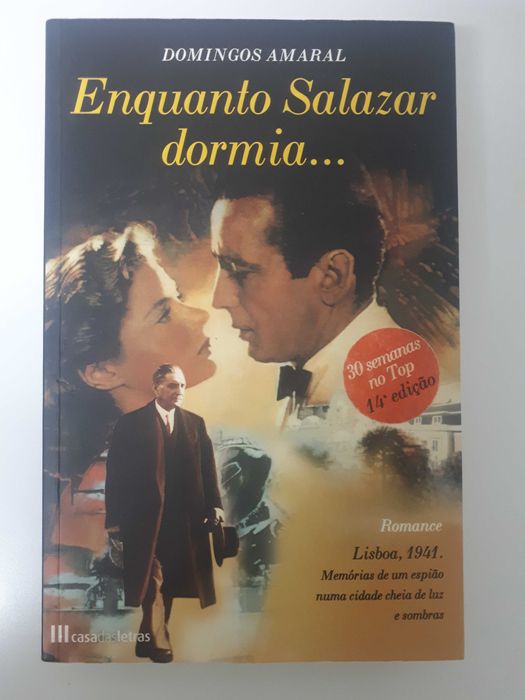 DOMINGOS AMARAL
Enquanto Salazar
dormia...
30 semanas
no Top
14ª edição
Romance
Lisboa, 1941.
Memórias de um espião
numa cidade cheia de luz
e sombras
casadasletras